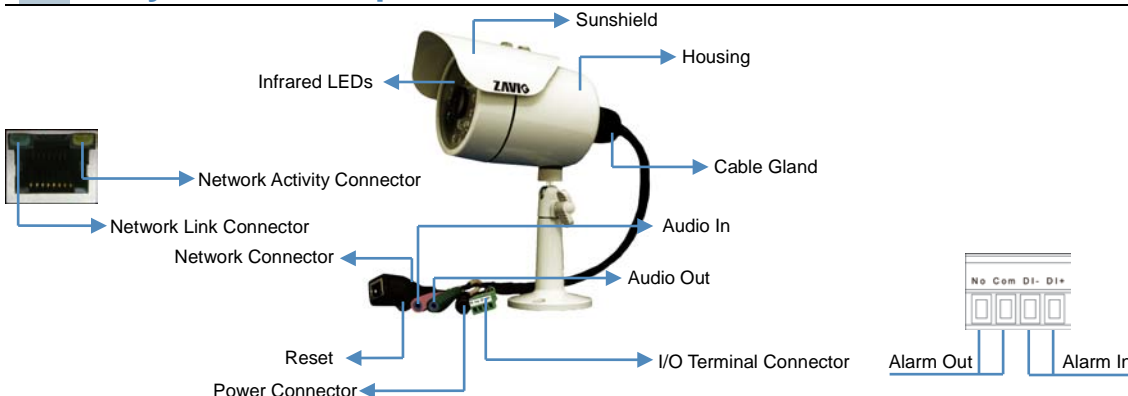 Sunshield
Housing
Infrared LEDs
ZAVIO
Cable Gland
Network Activity Connector
Network Link Connector
Audio In
Network Connector
Audio Out
No Com DI- DI+
Reset
I/O Terminal Connector
Alarm Out
Alarm In
Power Connector